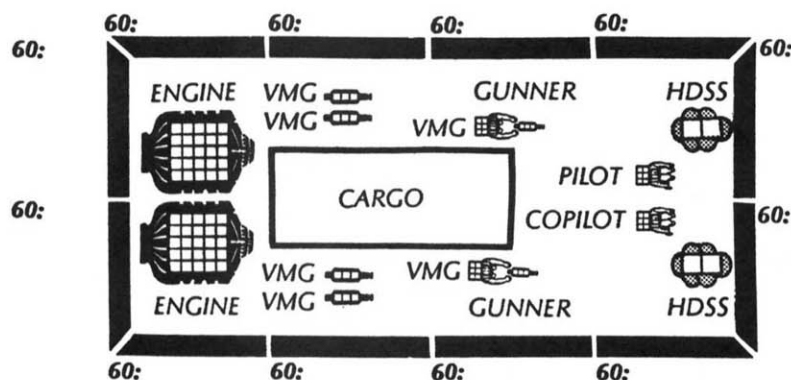 60: 60: 60: 60:
60: 60:
ENGINE VMG GUNNER HDSS
VMG VMG
PILOT
CARGO
60: COPILOT 60:
VMG VMG
VMG
ENGINE GUNNER HDSS
60: 60: 60: 60: